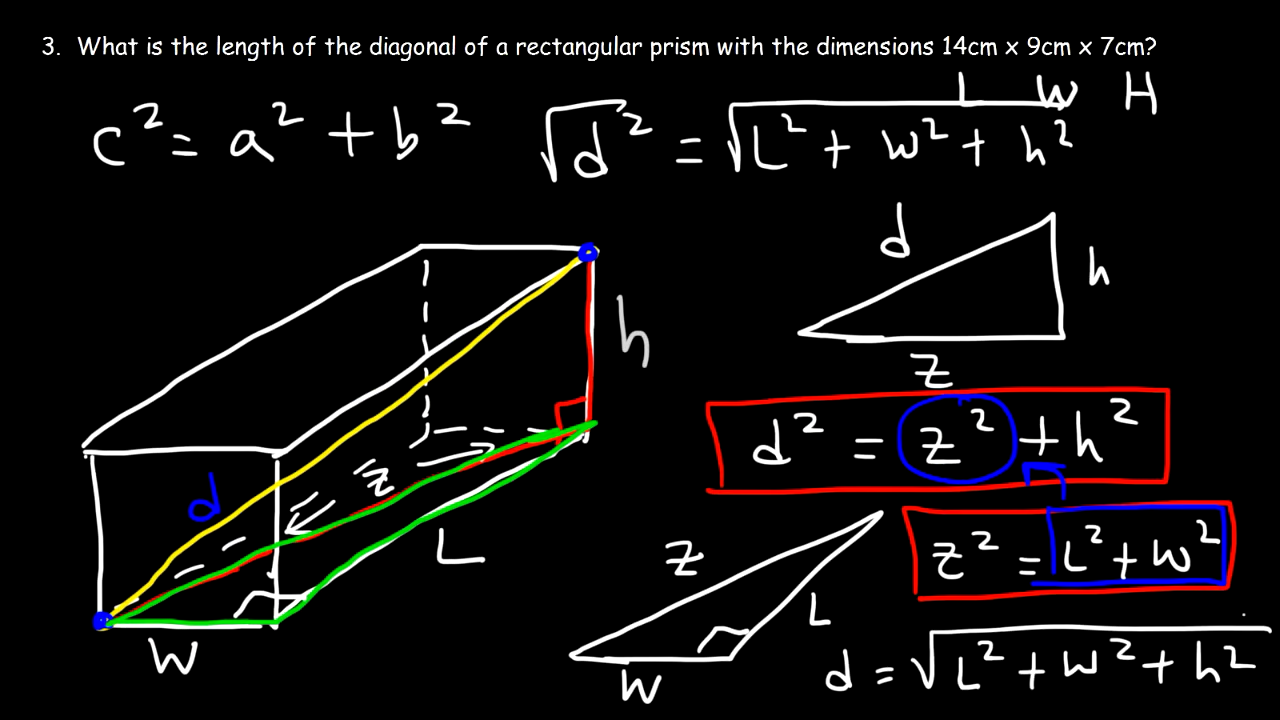 3. What is the length of the diagonal of a rectangular prism with the dimensions 14cm x 9cm x 7cm?
L W H
c² = a² + b²
√d² = √L² + w² + h²
d
h
z
h
d² = z² + h²
d
z
L
z² = L² + w²
z
L
w
w
d = √L² + w² + h²